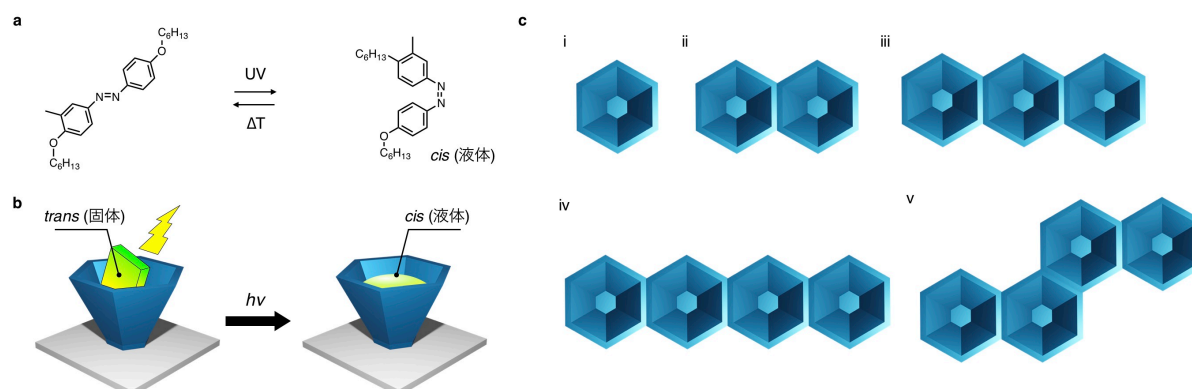 a
C₆H₁₃
O
N=N
O
C₆H₁₃
UV
ΔT
C₆H₁₃
N
N
O
C₆H₁₃
cis (液体)
b
trans (固体)
hv
cis (液体)
c
i
ii
iii
iv
v